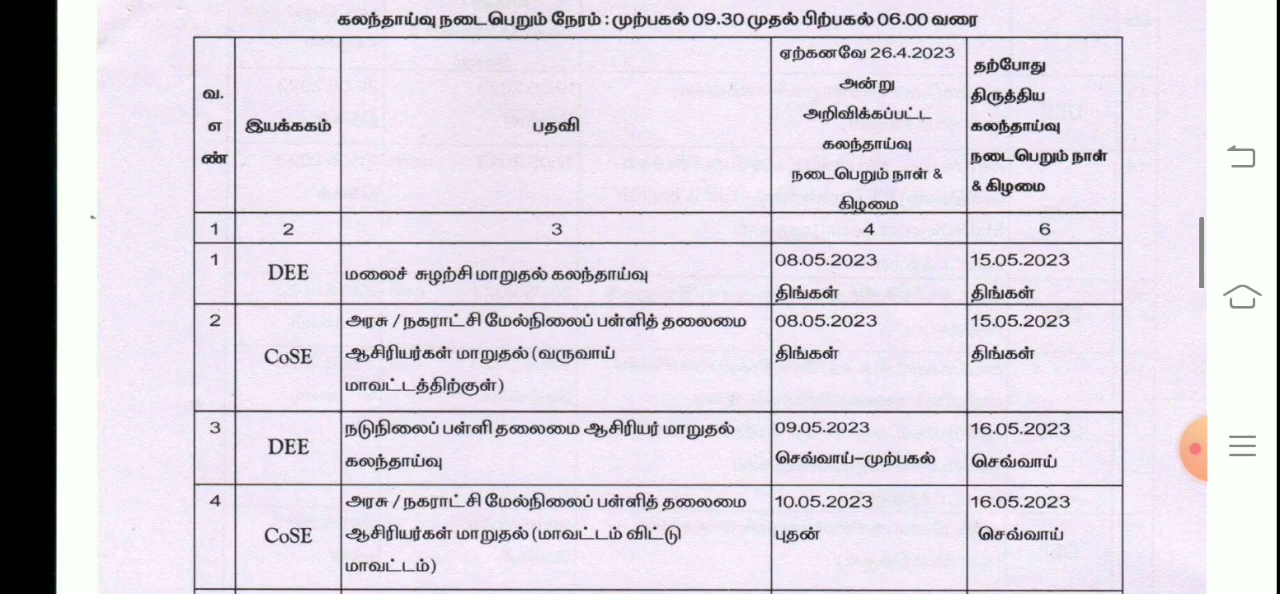 கலந்தாய்வு நடைபெறும் நேரம் : முற்பகல் 09.30 முதல் பிற்பகல் 06.00 வரை
வ.
எ
ண்
இயக்ககம்
பதவி
ஏற்கனவே 26.4.2023
அன்று
அறிவிக்கப்பட்ட
கலந்தாய்வு
நடைபெறும் நாள் &
கிழமை
தற்போது
திருத்திய
கலந்தாய்வு
நடைபெறும் நாள்
& கிழமை
1 2 3 4 6
1 DEE மலைச் சுழற்சி மாறுதல் கலந்தாய்வு 08.05.2023 15.05.2023
திங்கள் திங்கள்
2 அரசு / நகராட்சி மேல்நிலைப் பள்ளித் தலைமை 08.05.2023 15.05.2023
CoSE ஆசிரியர்கள் மாறுதல் (வருவாய் திங்கள் திங்கள்
மாவட்டத்திற்குள்)
3 நடுநிலைப் பள்ளி தலைமை ஆசிரியர் மாறுதல் 09.05.2023 16.05.2023
DEE கலந்தாய்வு செவ்வாய்-முற்பகல் செவ்வாய்
4 அரசு / நகராட்சி மேல்நிலைப் பள்ளித் தலைமை 10.05.2023 16.05.2023
CoSE ஆசிரியர்கள் மாறுதல் (மாவட்டம் விட்டு புதன் செவ்வாய்
மாவட்டம்)